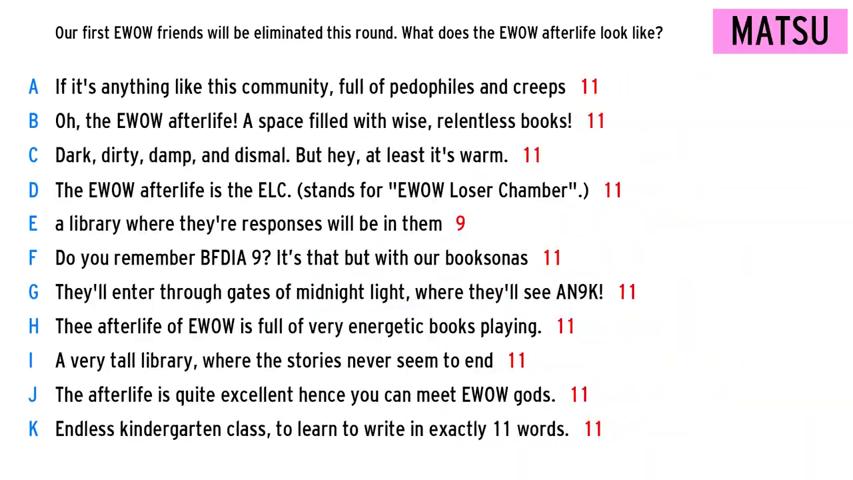 Our first EWOW friends will be eliminated this round. What does the EWOW afterlife look like?
MATSU
A If it's anything like this community, full of pedophiles and creeps 11
B Oh, the EWOW afterlife! A space filled with wise, relentless books! 11
C Dark, dirty, damp, and dismal. But hey, at least it's warm. 11
D The EWOW afterlife is the ELC. (stands for "EWOW Loser Chamber".) 11
E a library where they're responses will be in them 9
F Do you remember BFDIA 9? It’s that but with our booksonas 11
G They'll enter through gates of midnight light, where they'll see AN9K! 11
H Thee afterlife of EWOW is full of very energetic books playing. 11
I A very tall library, where the stories never seem to end 11
J The afterlife is quite excellent hence you can meet EWOW gods. 11
K Endless kindergarten class, to learn to write in exactly 11 words. 11